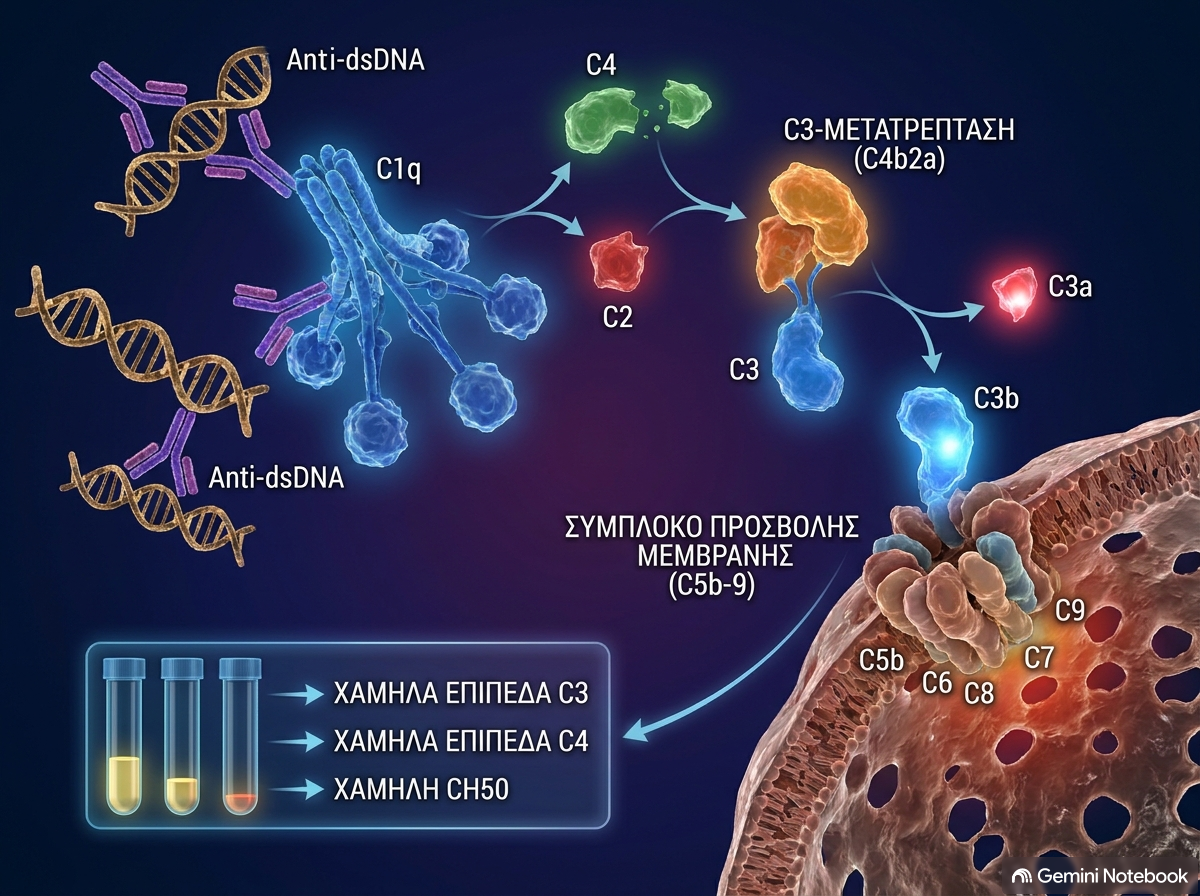 Anti-dsDNA
C1q
C4
C2
C3-ΜΕΤΑΤΡΕΠΤΑΣΗ
(C4b2a)
C3
C3a
C3b
Anti-dsDNA
ΣΥΜΠΛΟΚΟ ΠΡΟΣΒΟΛΗΣ
ΜΕΜΒΡΑΝΗΣ
(C5b-9)
C5b
C6
C8
C7
C9
ΧΑΜΗΛΑ ΕΠΙΠΕΔΑ C3
ΧΑΜΗΛΑ ΕΠΙΠΕΔΑ C4
ΧΑΜΗΛΗ CH50
Gemini Notebook